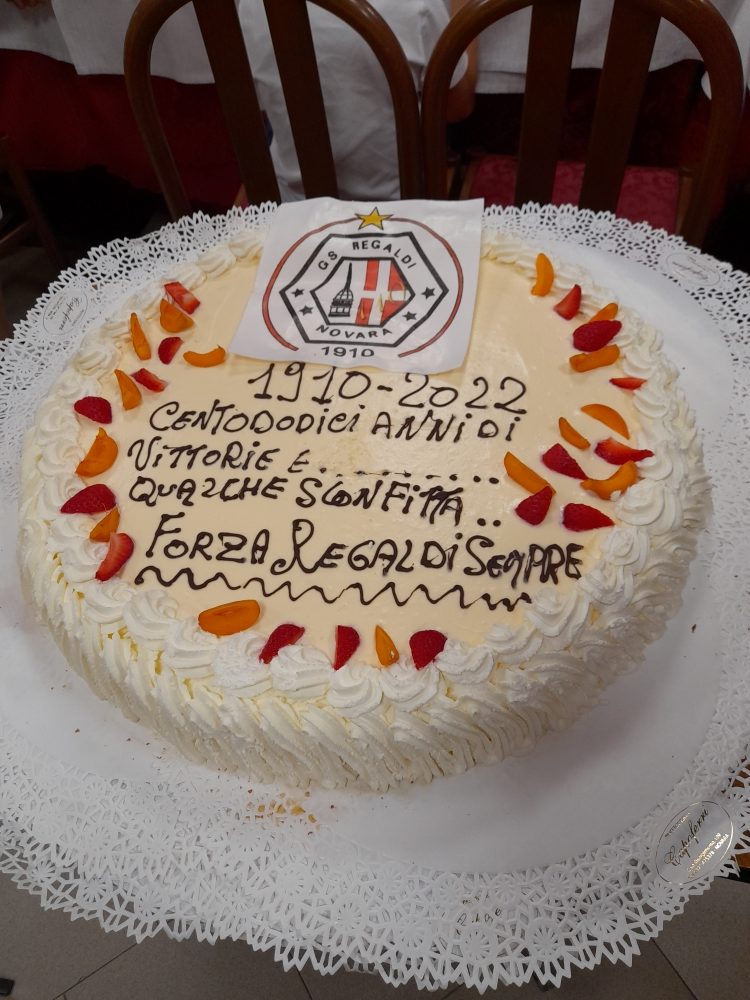 GS REGALDI
NOVARA
1910
1910-2022
CENTODODICI ANNI DI
VITTORIE E..........
QUALCHE SCONFITTA..
FORZA REGALDI SEMPRE